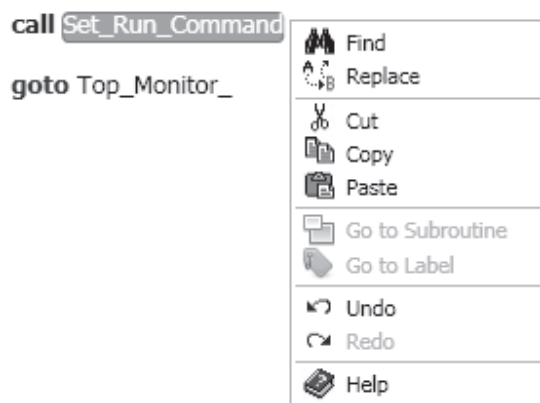 call Set_Run_Command
goto Top_Monitor_
Find
Replace
Cut
Copy
Paste
Go to Subroutine
Go to Label
Undo
Redo
Help